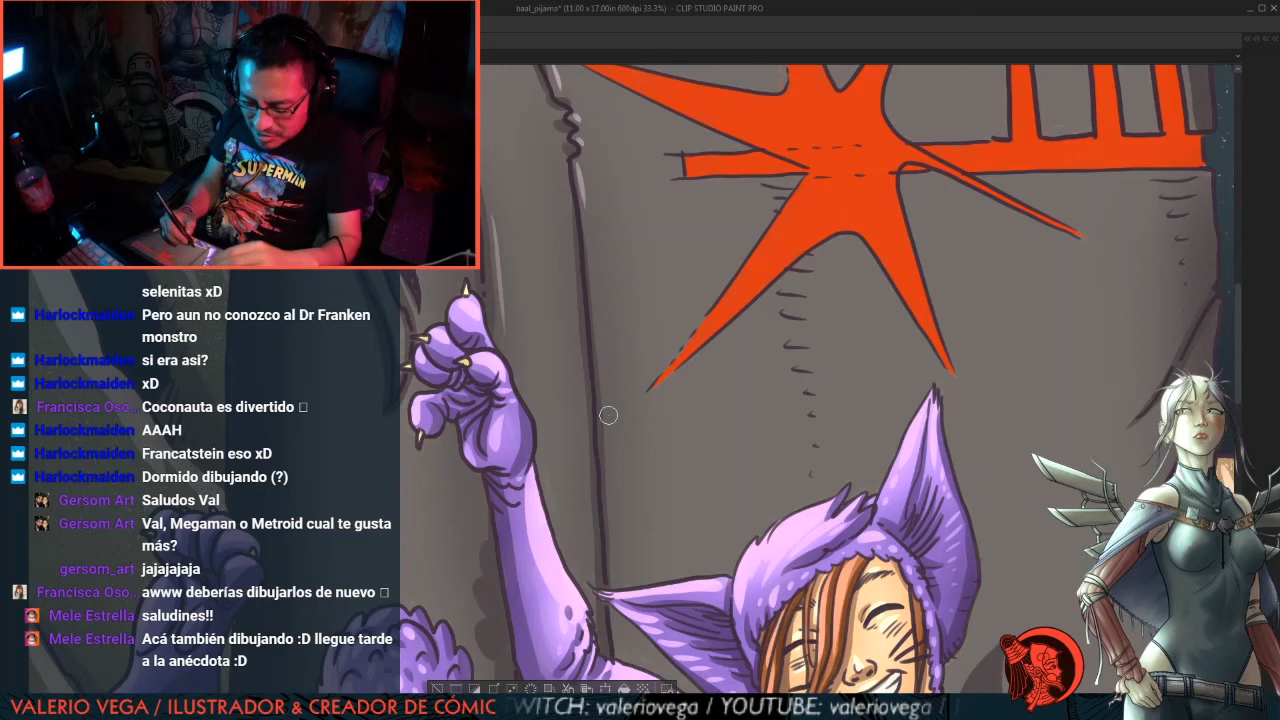 baal_pijama* (11.00 x 17.00in 600dpi 33.3%) - CLIP STUDIO PAINT PRO
SUPERMAN
selenitas xD
Harlockmaiden Pero aun no conozco al Dr Franken
monstro
Harlockmaiden si era asi?
Harlockmaiden xD
Francisca Oso... Coconauta es divertido
Harlockmaiden AAAH
Harlockmaiden Francatstein eso xD
Harlockmaiden Dormido dibujando (?)
Gersom Art Saludos Val
Gersom Art Val, Megaman o Metroid cual te gusta
más?
gersom_art jajajajaja
Francisca Oso... awww deberías dibujarlos de nuevo
Mele Estrella saludines!!
Mele Estrella Acá también dibujando :D llegue tarde
a la anécdota :D
VALERIO VEGA / ILUSTRADOR & CREADOR DE CÓMIC
WITCH: valeriovega / YOUTUBE: valeriovega /